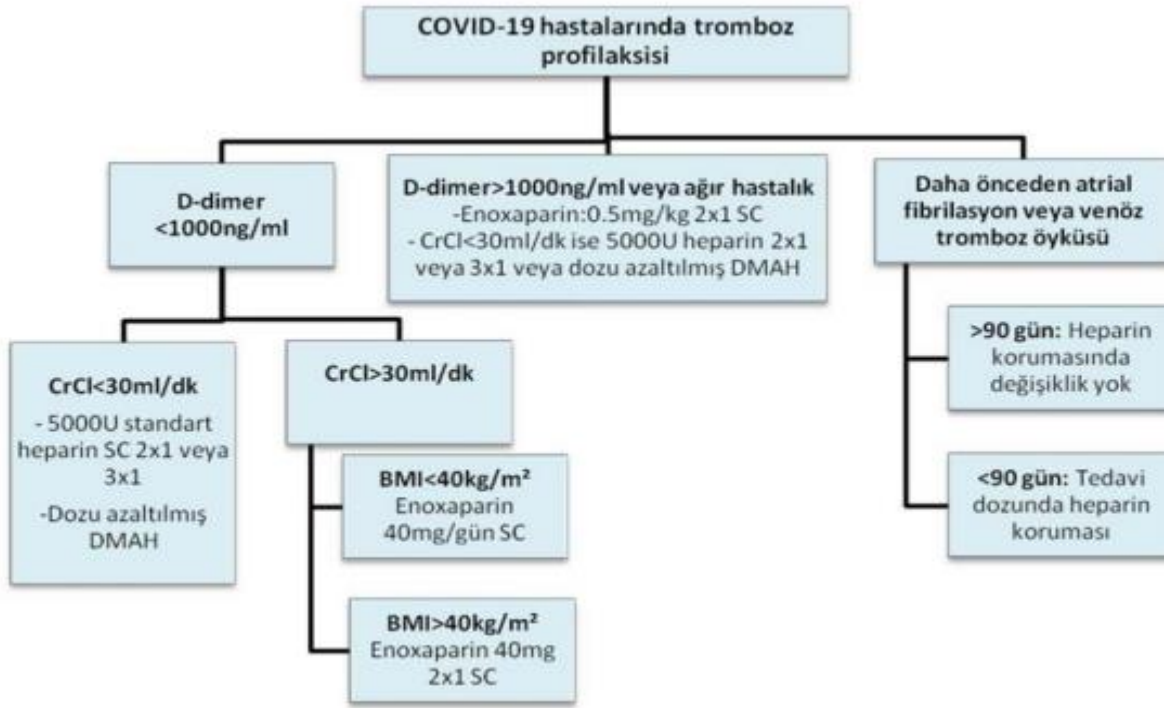 COVID-19 hastalarında tromboz
profilaksisi
D-dimer
<1000ng/ml
CrCl<30ml/dk
- 5000U standart
heparin SC 2x1 veya
3x1
-Dozu azaltılmış
DMAH
CrCl>30ml/dk
BMI<40kg/m²
Enoxaparin
40mg/gün SC
BMI>40kg/m²
Enoxaparin 40mg
2x1 SC
D-dimer>1000ng/ml veya ağır hastalık
-Enoxaparin:0.5mg/kg 2x1 SC
- CrCl<30ml/dk ise 5000U heparin 2x1
veya 3x1 veya dozu azaltılmış DMAH
Daha önceden atrial
fibrilasyon veya venöz
tromboz öyküsü
>90 gün: Heparin
korumasında
değişiklik yok
<90 gün: Tedavi
dozunda heparin
koruması